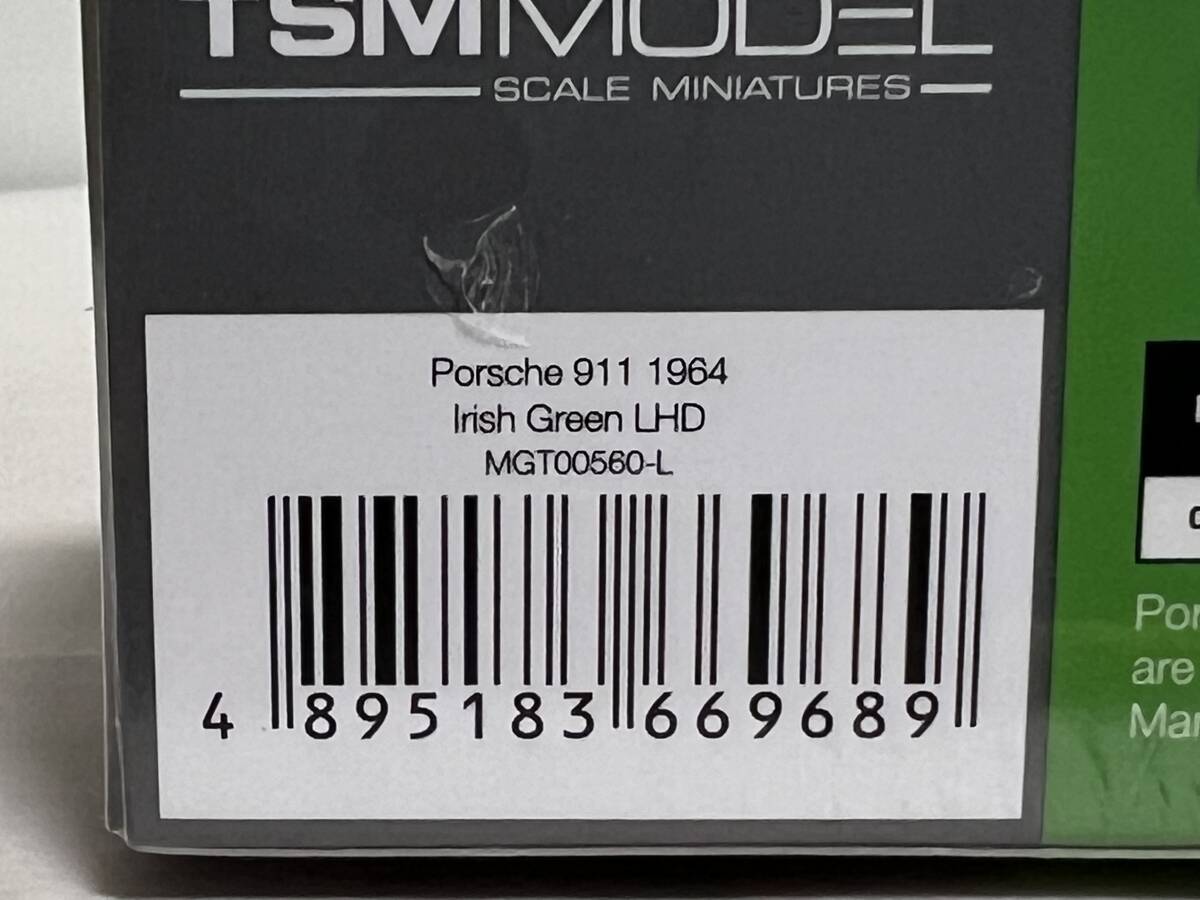 TSMMODEL
SCALE MINIATURES
Porsche 911 1964
Irish Green LHD
MGT00560-L
4 895183 669689
Por
are
Mar